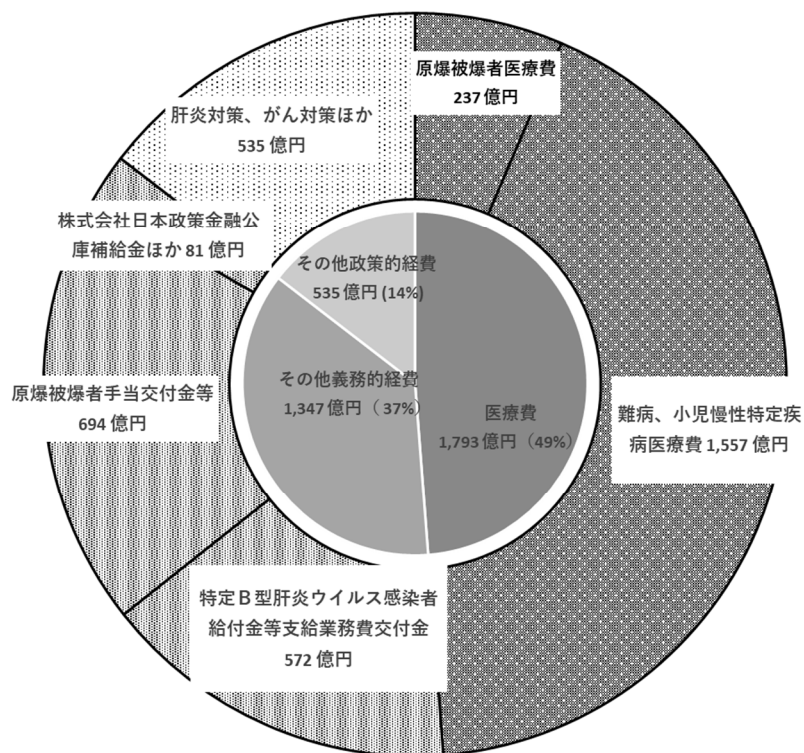 原爆被爆者医療費
237 億円
肝炎対策、がん対策ほか
535 億円
株式会社日本政策金融公
庫補給金ほか 81 億円
その他政策的経費
535 億円 (14%)
原爆被爆者手当交付金等
694 億円
その他義務的経費
1,347 億円（ 37%）
医療費
1,793 億円（49%）
難病、小児慢性特定疾
病医療費 1,557 億円
特定Ｂ型肝炎ウイルス感染者
給付金等支給業務費交付金
572 億円